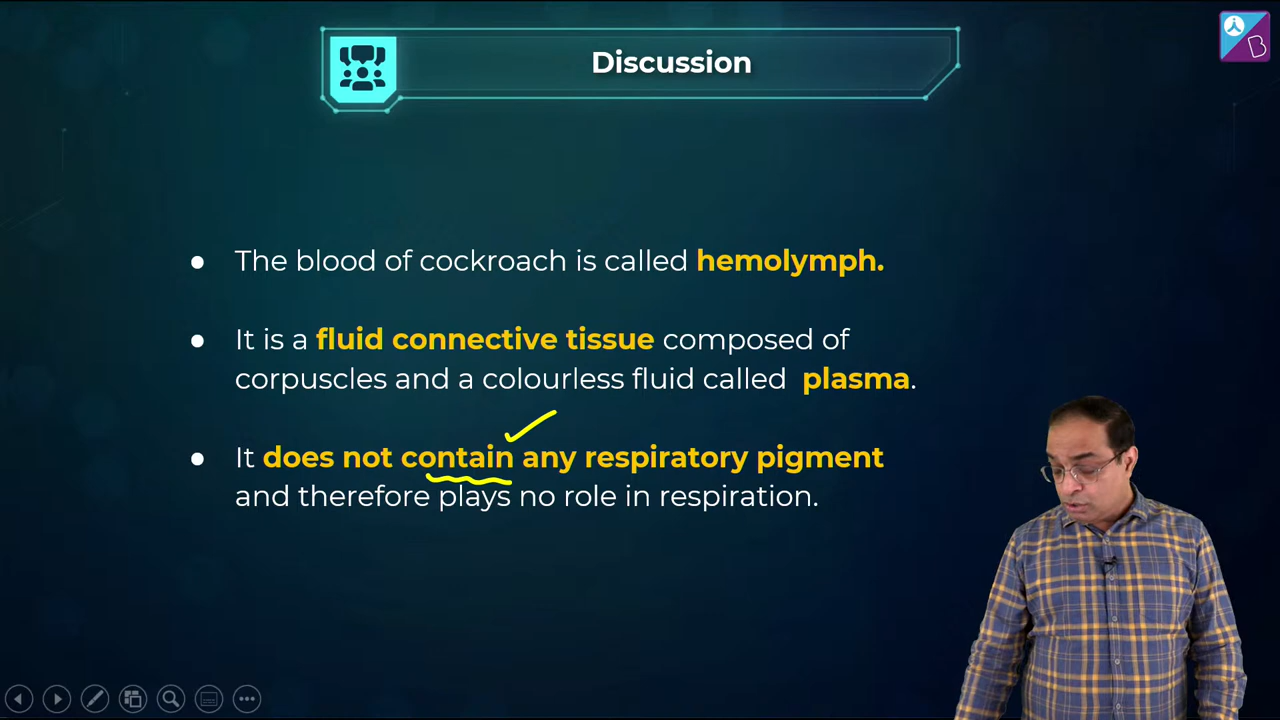 Discussion
The blood of cockroach is called hemolymph.
It is a fluid connective tissue composed of
corpuscles and a colourless fluid called plasma.
It does not contain any respiratory pigment
and therefore plays no role in respiration.
B